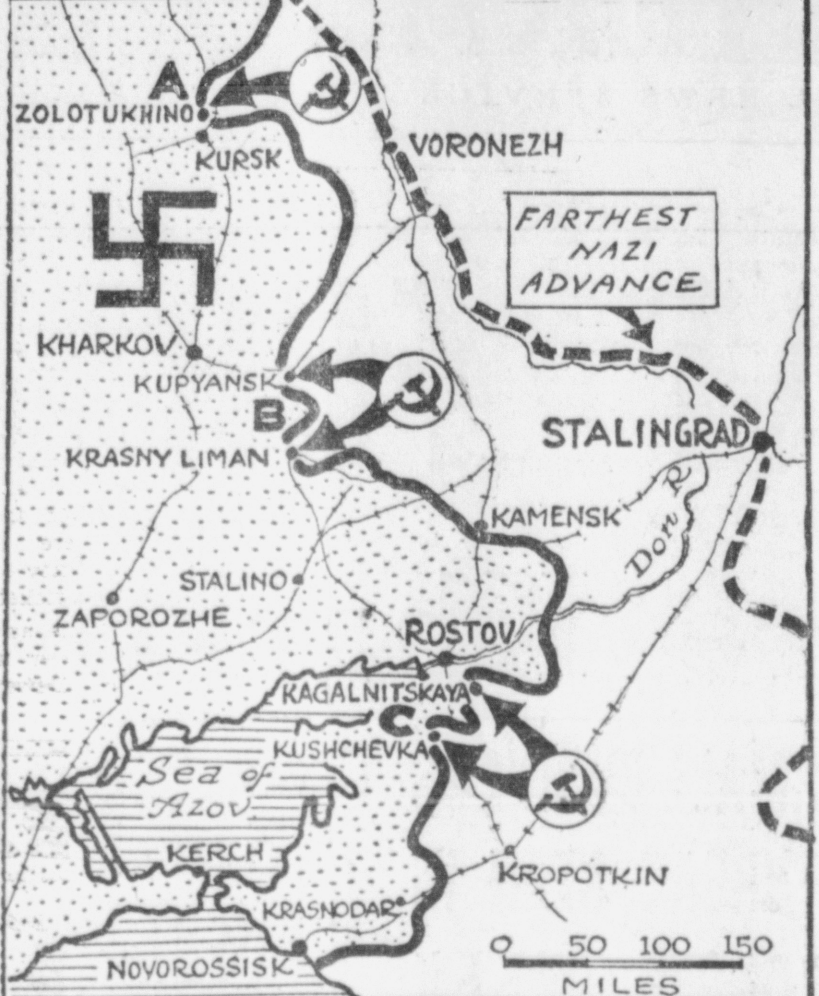 A
ZOLOTUKHINO
KURSK
VORONEZH
FARTHEST
NAZI
ADVANCE
KHARKOV
KUPYANSK
B
STALINGRAD
KRASNY LIMAN
KAMENSK
Don R
STALINO
ZAPOROZHE
ROSTOV
KAGALNITSKAYA
C
KUSHCHEVKA
Sea of
Azov
KERCH
KROPOTKIN
KRASNODAR
NOVOROSSISK
0 50 100 150
MILES